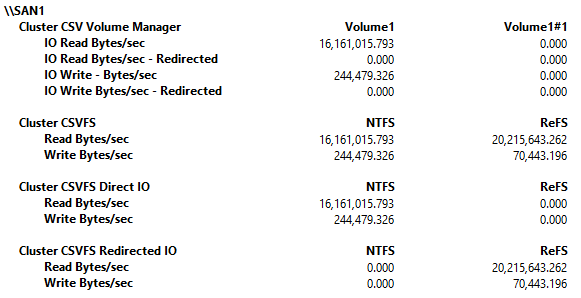 \\SAN1
Cluster CSV Volume Manager Volume1 Volume1#1
IO Read Bytes/sec 16,161,015.793 0.000
IO Read Bytes/sec - Redirected 0.000 0.000
IO Write - Bytes/sec 244,479.326 0.000
IO Write Bytes/sec - Redirected 0.000 0.000
Cluster CSVFS NTFS ReFS
Read Bytes/sec 16,161,015.793 20,215,643.262
Write Bytes/sec 244,479.326 70,443.196
Cluster CSVFS Direct IO NTFS ReFS
Read Bytes/sec 16,161,015.793 0.000
Write Bytes/sec 244,479.326 0.000
Cluster CSVFS Redirected IO NTFS ReFS
Read Bytes/sec 0.000 20,215,643.262
Write Bytes/sec 0.000 70,443.196